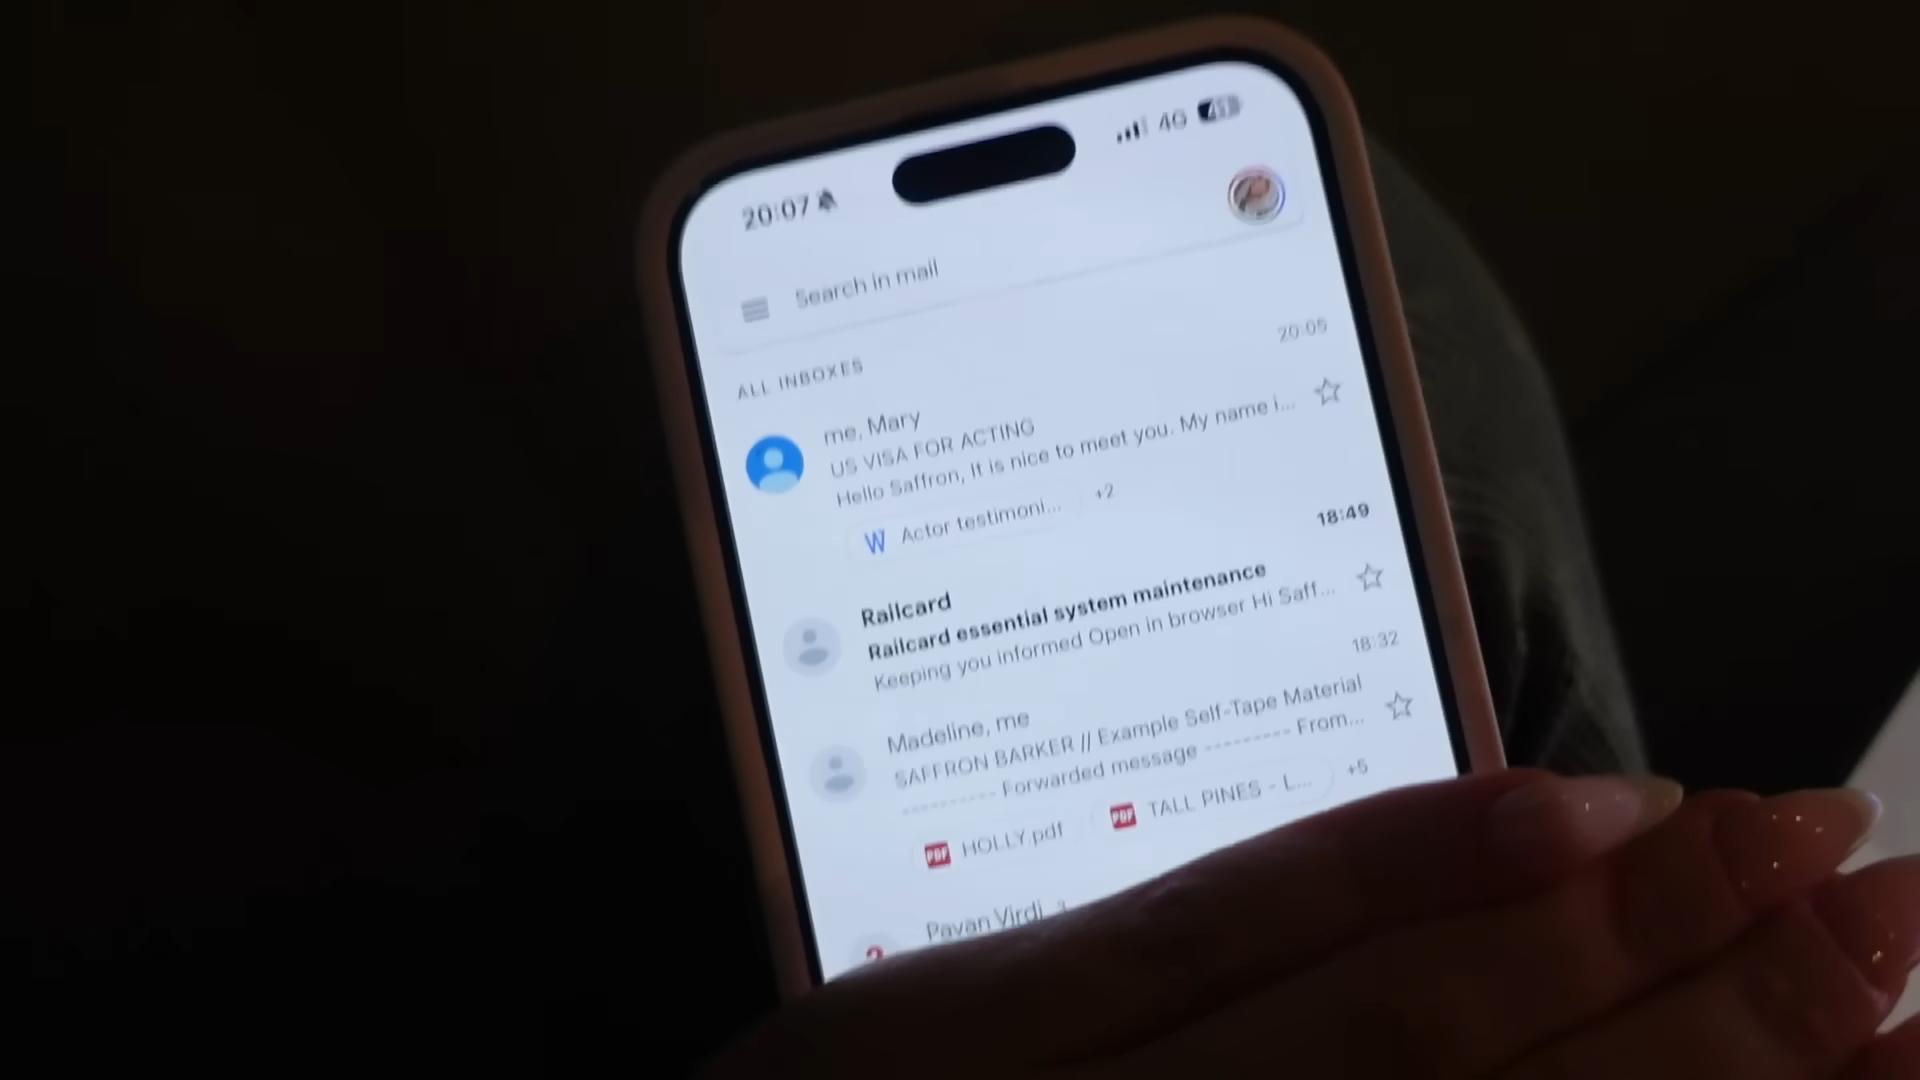 20:07
4G
Search in mail
ALL INBOXES
20:05
me, Mary
US VISA FOR ACTING
Hello Saffron, It is nice to meet you. My name i...
W Actor testimoni... +2
18:49
Railcard
Railcard essential system maintenance
Keeping you informed Open in browser Hi Saff...
18:32
Madeline, me
SAFFRON BARKER // Example Self-Tape Material
---------- Forwarded message --------- From...
PDF HOLLY.pdf PDF TALL PINES - L... +5
Pavan Virdi